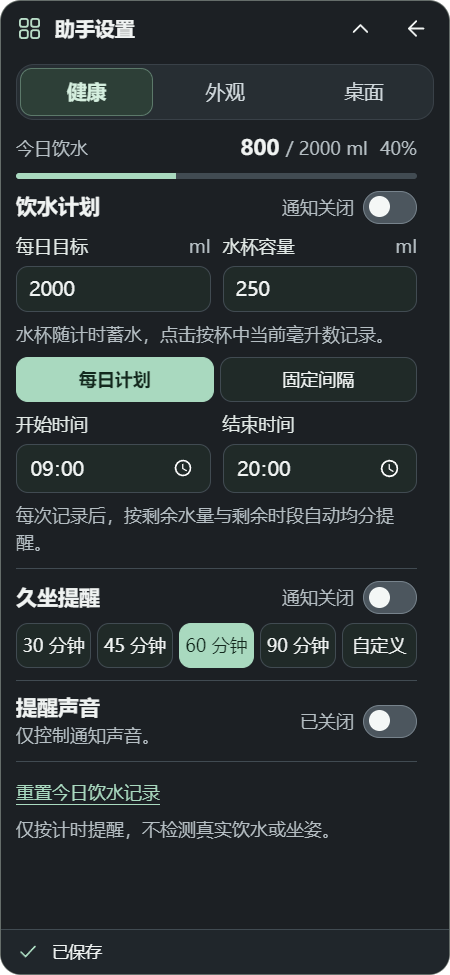 助手设置
健康 外观 桌面
今日饮水 800 / 2000 ml 40%
饮水计划 通知关闭
每日目标 ml 水杯容量 ml
2000 250
水杯随计时蓄水，点击按杯中当前毫升数记录。
每日计划 固定间隔
开始时间 结束时间
09:00 20:00
每次记录后，按剩余水量与剩余时段自动均分提
醒。
久坐提醒 通知关闭
30 分钟 45 分钟 60 分钟 90 分钟 自定义
提醒声音 已关闭
仅控制通知声音。
重置今日饮水记录
仅按计时提醒，不检测真实饮水或坐姿。
已保存